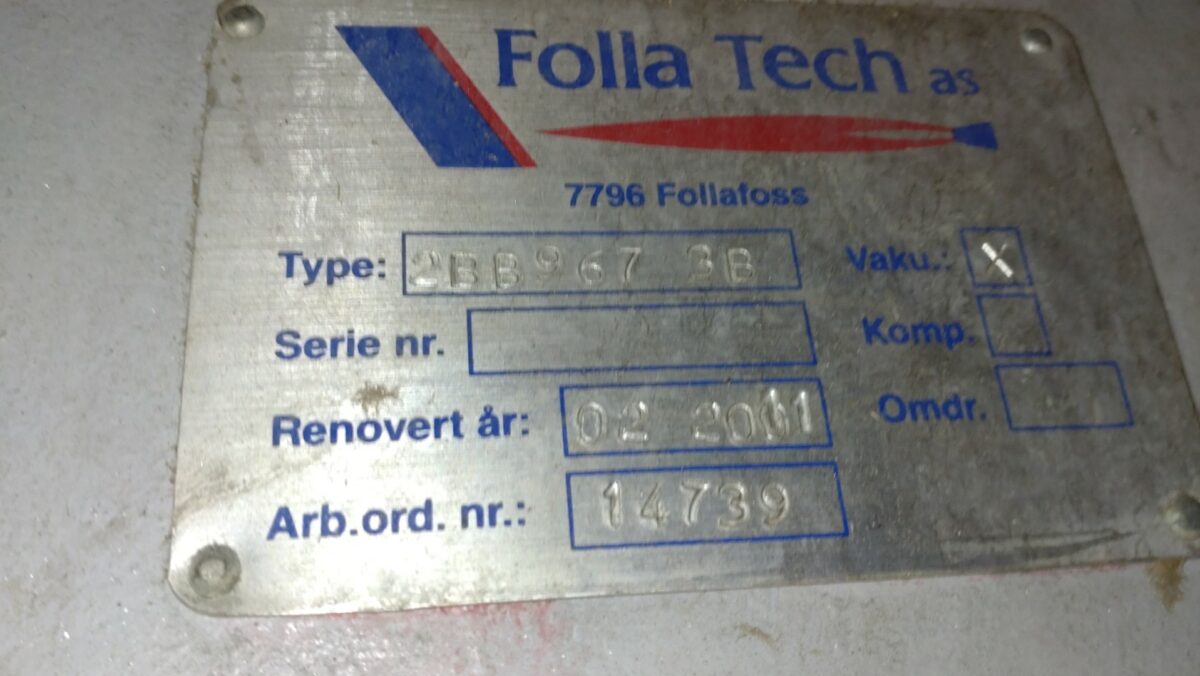 Folla Tech as
7796 Follafoss
Type: 2BB967 3B Vaku.: X
Serie nr. Komp.
Renovert år: 02 Omdr.
Arb.ord. nr.: 14739